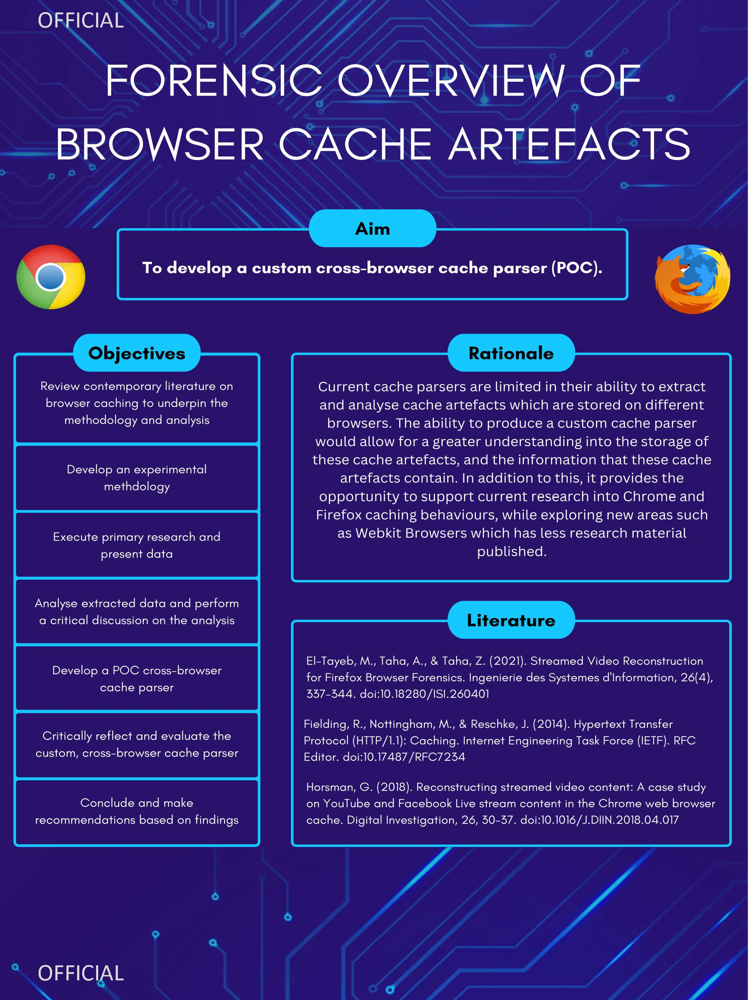 OFFICIAL
FORENSIC OVERVIEW OF
BROWSER CACHE ARTEFACTS
Aim
To develop a custom cross-browser cache parser (POC).
Objectives
Review contemporary literature on
browser caching to underpin the
methodology and analysis
Develop an experimental
methdology
Execute primary research and
present data
Analyse extracted data and perform
a critical discussion on the analysis
Develop a POC cross-browser
cache parser
Critically reflect and evaluate the
custom, cross-browser cache parser
Conclude and make
recommendations based on findings
Rationale
Current cache parsers are limited in their ability to extract
and analyse cache artefacts which are stored on different
browsers. The ability to produce a custom cache parser
would allow for a greater understanding into the storage of
these cache artefacts, and the information that these cache
artefacts contain. In addition to this, it provides the
opportunity to support current research into Chrome and
Firefox caching behaviours, while exploring new areas such
as Webkit Browsers which has less research material
published.
Literature
El-Tayeb, M., Taha, A., & Taha, Z. (2021). Streamed Video Reconstruction
for Firefox Browser Forensics. Ingenierie des Systemes d'Information, 26(4),
337-344. doi:10.18280/ISI.260401
Fielding, R., Nottingham, M., & Reschke, J. (2014). Hypertext Transfer
Protocol (HTTP/1.1): Caching. Internet Engineering Task Force (IETF). RFC
Editor. doi:10.17487/RFC7234
Horsman, G. (2018). Reconstructing streamed video content: A case study
on YouTube and Facebook Live stream content in the Chrome web browser
cache. Digital Investigation, 26, 30-37. doi:10.1016/J.DIIN.2018.04.017
OFFICIAL